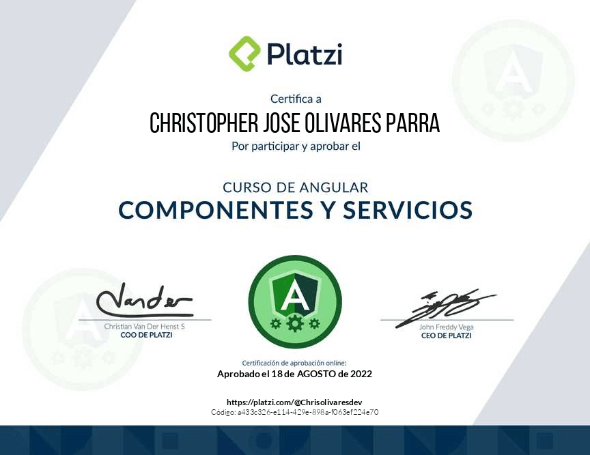 Platzi
Certifica a
CHRISTOPHER JOSE OLIVARES PARRA
Por participar y aprobar el
CURSO DE ANGULAR
COMPONENTES Y SERVICIOS
A
A
Vander
Christian Van Der Henst S
COO DE PLATZI
John Freddy Vega
CEO DE PLATZI
Certificación de aprobación online:
Aprobado el 18 de AGOSTO de 2022
https://platzi.com/@Chrisolivaresdev
Código: a433c326-e114-429e-898a-f063ef224e70